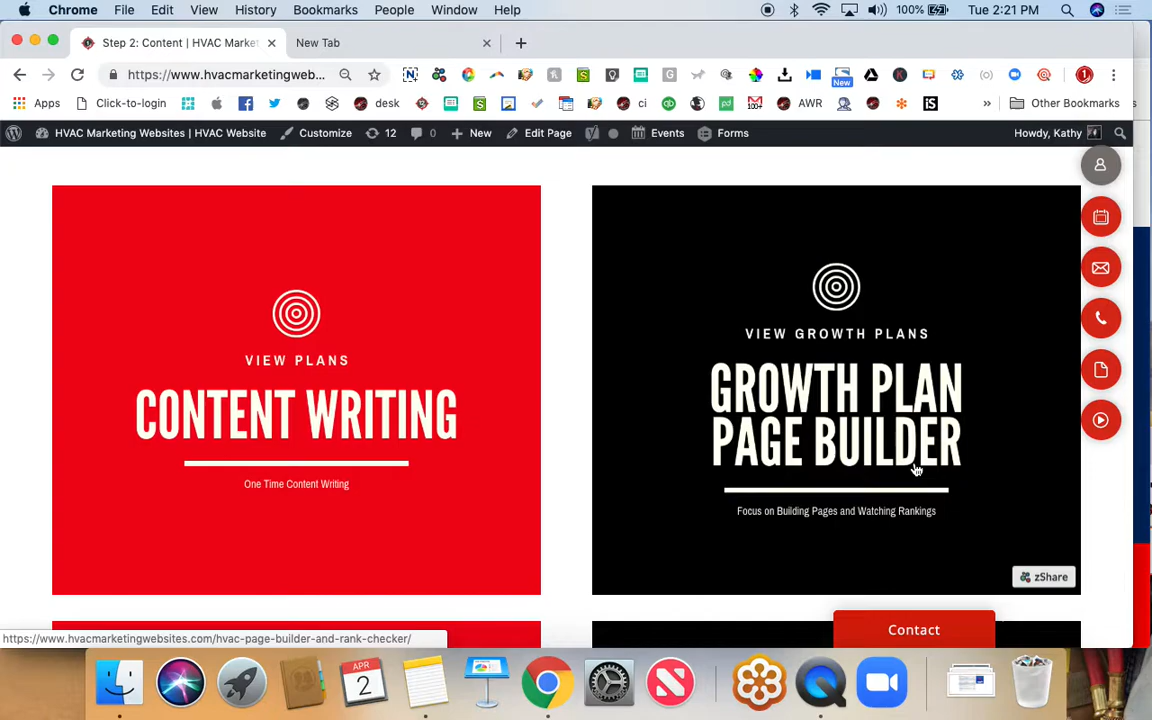 Chrome File Edit View History Bookmarks People Window Help 100% Tue 2:21 PM
Step 2: Content | HVAC Market New Tab
https://www.hvacmarketingweb... New 1
Apps Click-to-login desk ci 100+ AWR iS » Other Bookmarks
HVAC Marketing Websites | HVAC Website Customize 12 0 New Edit Page Events Forms Howdy, Kathy
VIEW PLANS
CONTENT WRITING
One Time Content Writing
VIEW GROWTH PLANS
GROWTH PLAN
PAGE BUILDER
Focus on Building Pages and Watching Rankings
zShare
Contact
https://www.hvacmarketingwebsites.com/hvac-page-builder-and-rank-checker/
APR
2